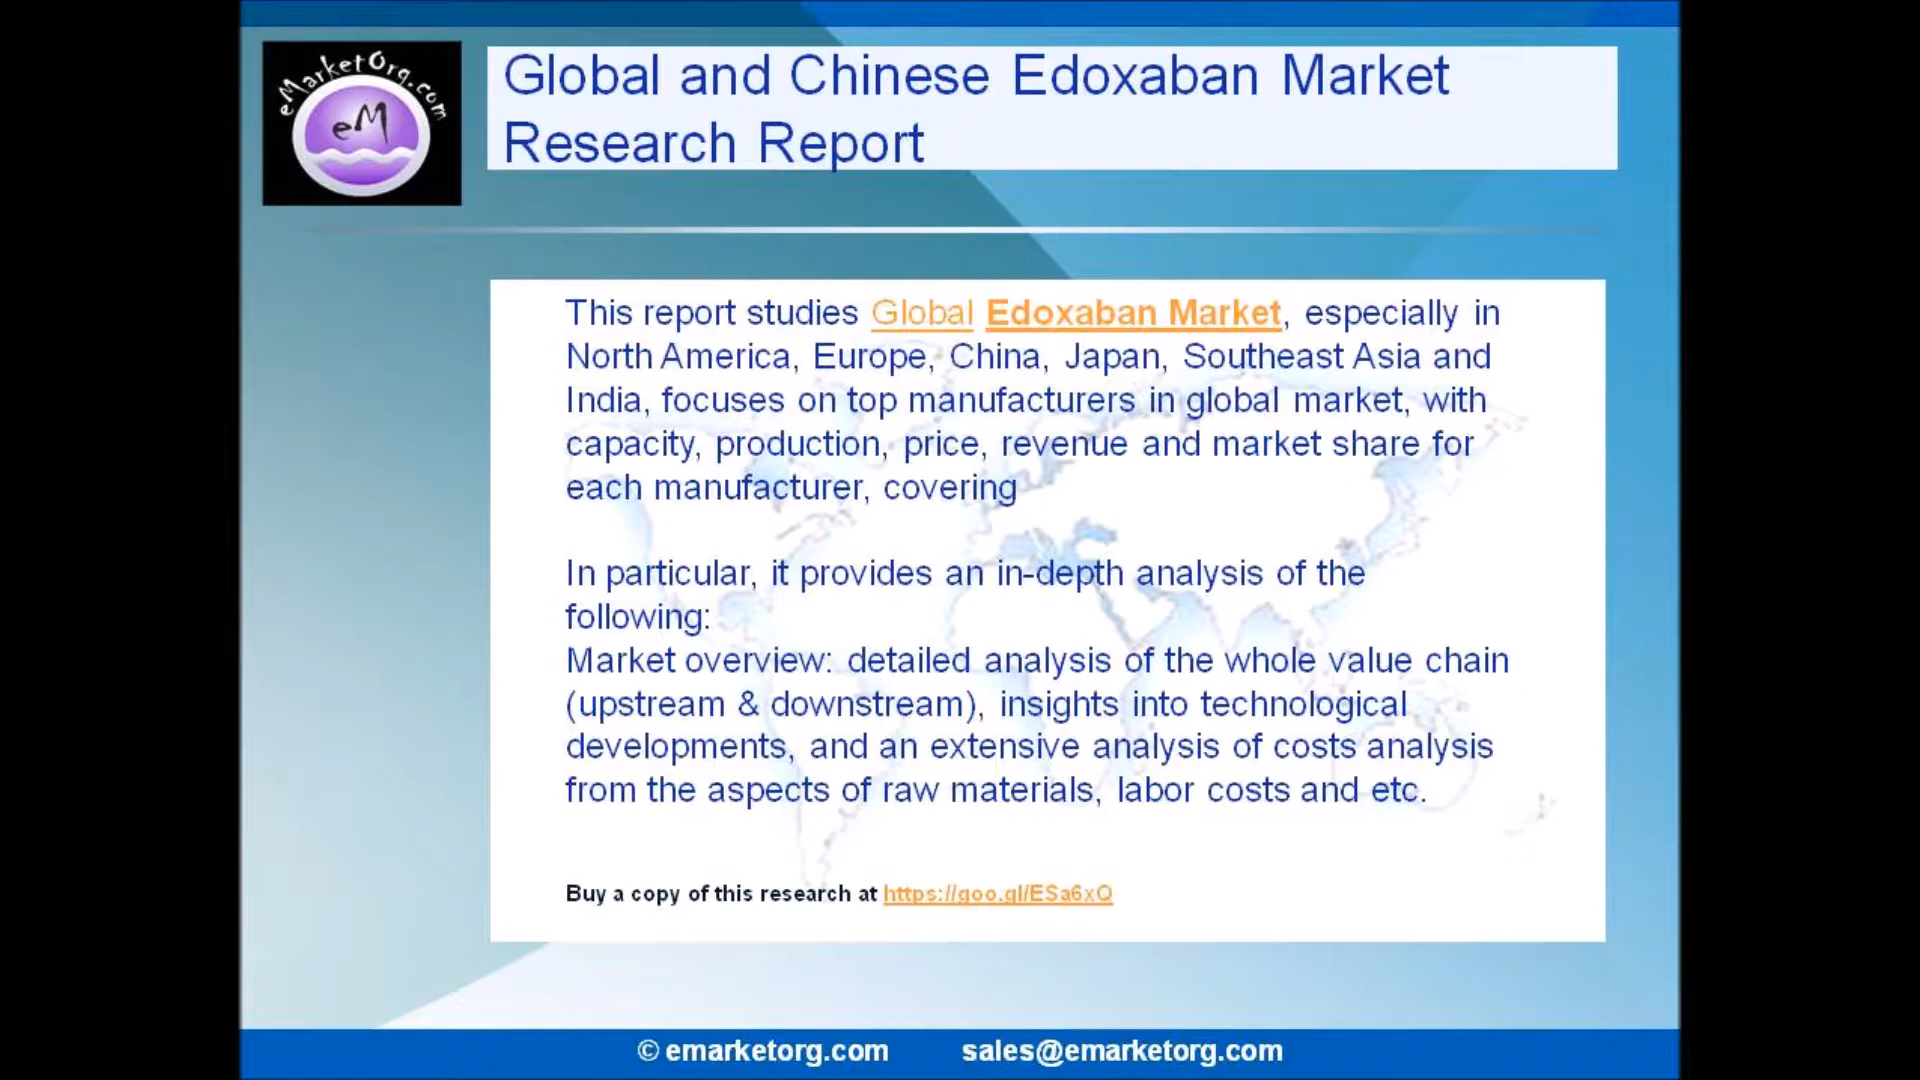 eMarketOrg.com
eM
Global and Chinese Edoxaban Market
Research Report
This report studies Global Edoxaban Market, especially in
North America, Europe, China, Japan, Southeast Asia and
India, focuses on top manufacturers in global market, with
capacity, production, price, revenue and market share for
each manufacturer, covering
In particular, it provides an in-depth analysis of the
following:
Market overview: detailed analysis of the whole value chain
(upstream & downstream), insights into technological
developments, and an extensive analysis of costs analysis
from the aspects of raw materials, labor costs and etc.
Buy a copy of this research at https://goo.gl/ESa6xQ
© emarketorg.com sales@emarketorg.com